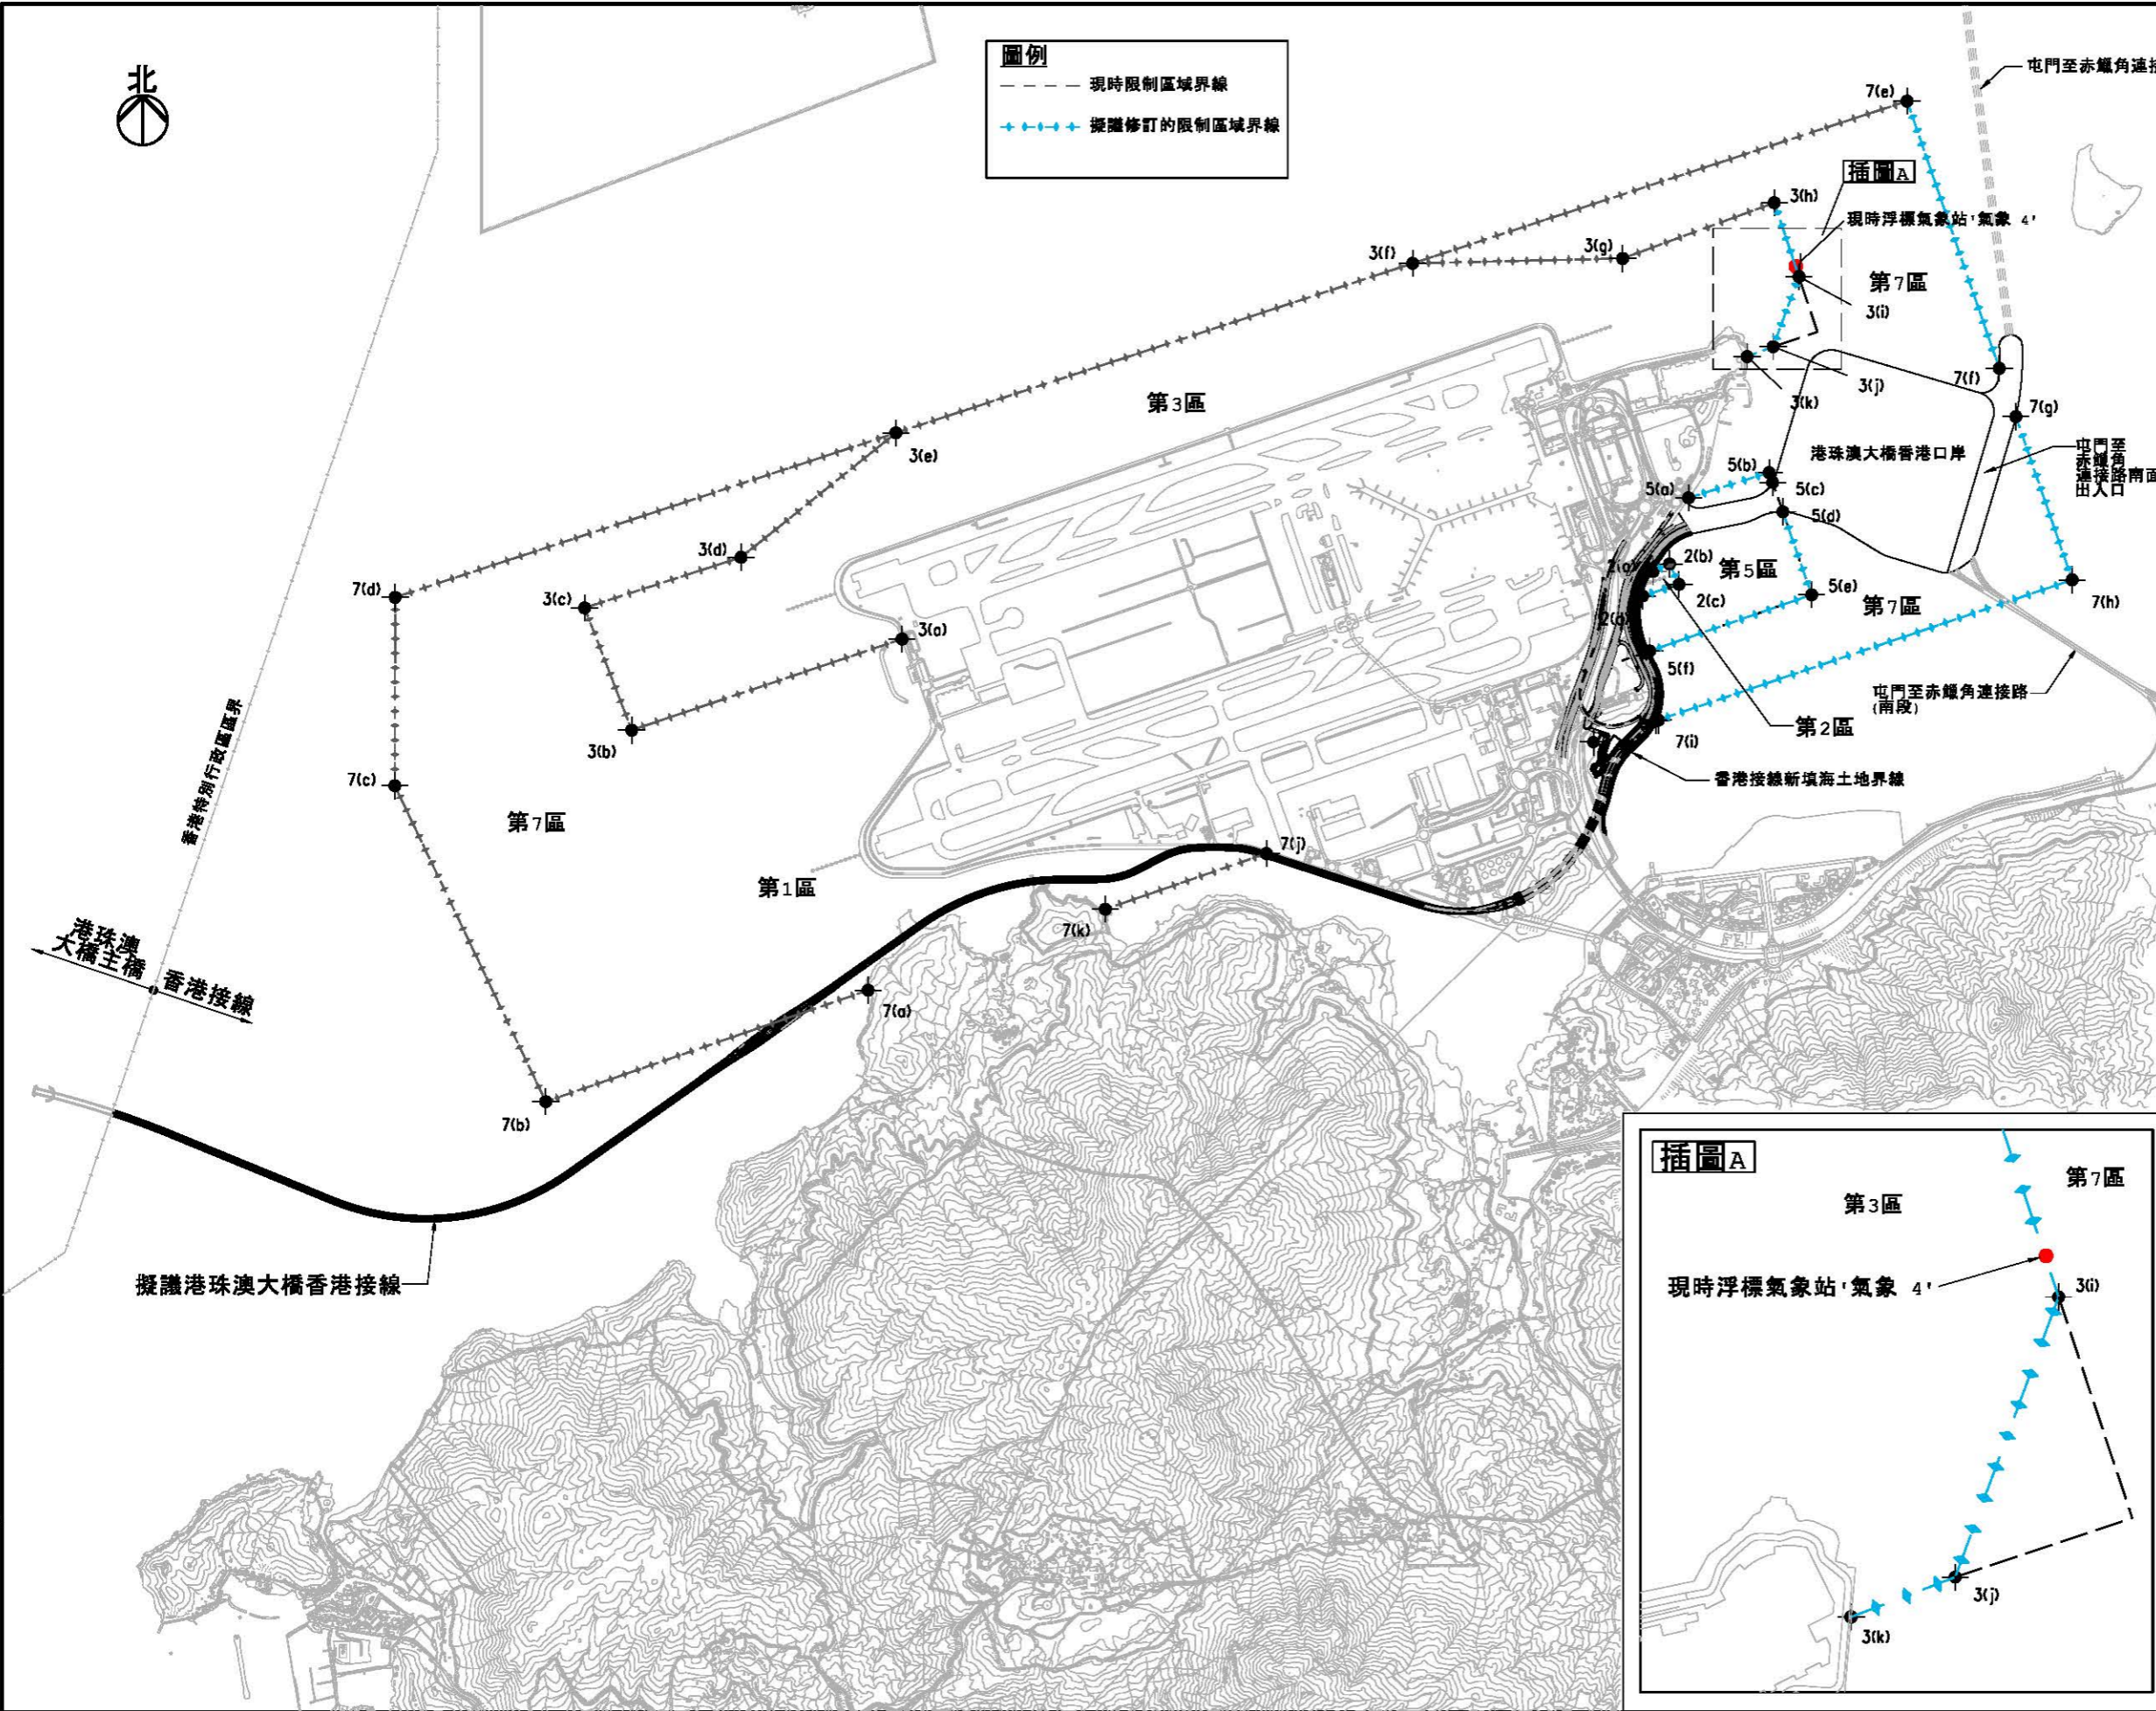 北
圖例
現時限制區域界線
擬議修訂的限制區域界線
屯門至赤鱲角連接
7(e)
插圖A
3(h)
現時浮標氣象站'氣象 4'
3(f)
3(g)
第7區
3(i)
3(j)
3(k)
7(f)
7(g)
第3區
3(e)
港珠澳大橋香港口岸
屯門至
赤鱲角
連接路南面
出入口
5(b)
5(a)
5(c)
5(d)
3(d)
2(b)
第5區
7(d)
3(c)
2(c)
5(e)
第7區
7(h)
3(a)
2(d)
5(f)
屯門至赤鱲角連接路
(南段)
第2區
3(b)
7(i)
香港接線新填海土地界線
香港特別行政區區界
7(c)
第7區
7(j)
第1區
7(k)
港珠澳
大橋主橋
香港接線
7(a)
7(b)
擬議港珠澳大橋香港接線
插圖A
第7區
第3區
現時浮標氣象站'氣象 4'
3(i)
3(j)
3(k)